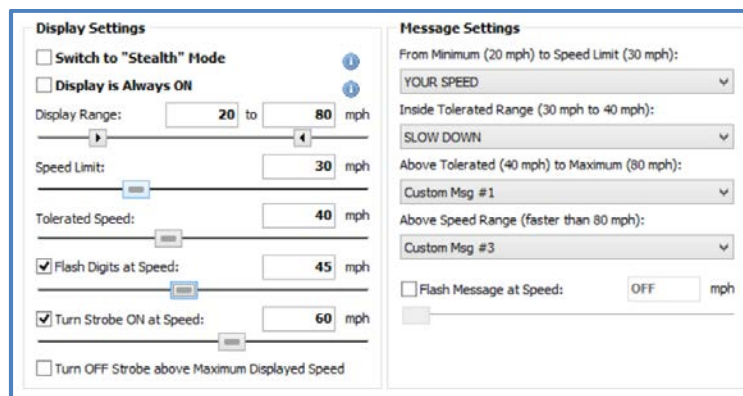 Display Settings
Switch to "Stealth" Mode
Display is Always ON
Display Range: 20 to 80 mph
Speed Limit: 30 mph
Tolerated Speed: 40 mph
Flash Digits at Speed: 45 mph
Turn Strobe ON at Speed: 60 mph
Turn OFF Strobe above Maximum Displayed Speed
Message Settings
From Minimum (20 mph) to Speed Limit (30 mph):
YOUR SPEED
Inside Tolerated Range (30 mph to 40 mph):
SLOW DOWN
Above Tolerated (40 mph) to Maximum (80 mph):
Custom Msg #1
Above Speed Range (faster than 80 mph):
Custom Msg #3
Flash Message at Speed: OFF mph